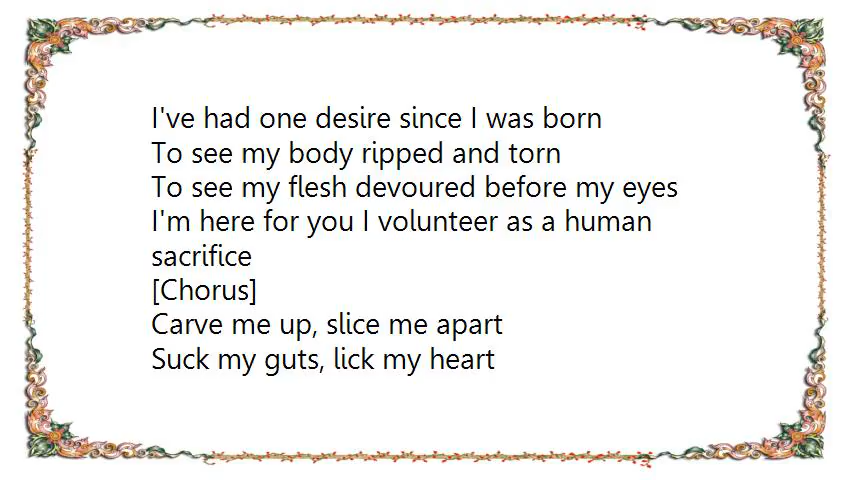 I've had one desire since I was born
To see my body ripped and torn
To see my flesh devoured before my eyes
I'm here for you I volunteer as a human
sacrifice
[Chorus]
Carve me up, slice me apart
Suck my guts, lick my heart